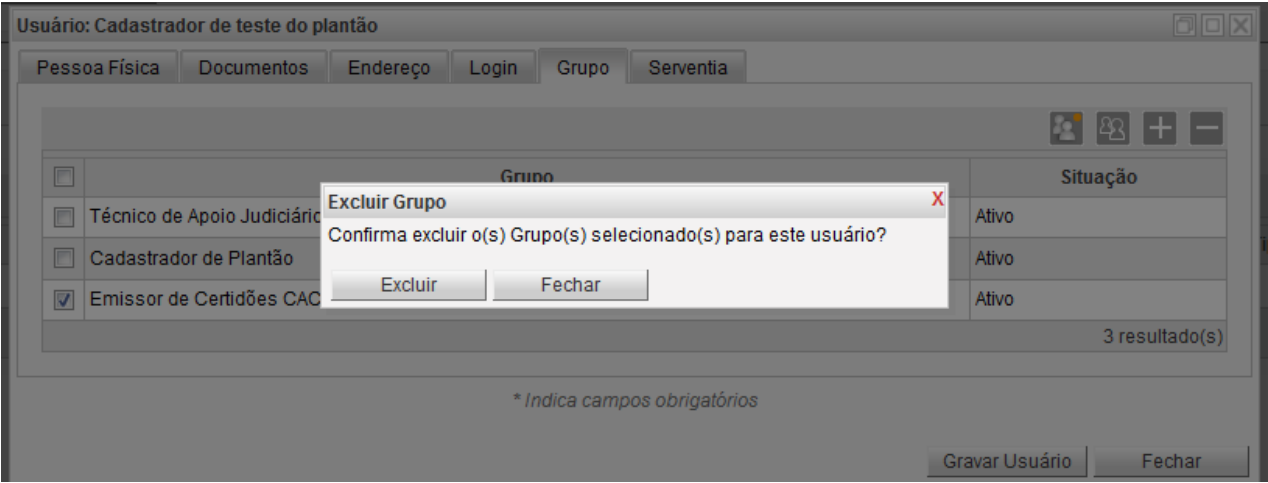 Usuário: Cadastrador de teste do plantão
Pessoa Física Documentos Endereço Login Grupo Serventia
Grupo Situação
Técnico de Apoio Judiciário Ativo
Cadastrador de Plantão Ativo
Emissor de Certidões CAC Ativo
3 resultado(s)
Excluir Grupo X
Confirma excluir o(s) Grupo(s) selecionado(s) para este usuário?
Excluir Fechar
* Indica campos obrigatórios
Gravar Usuário Fechar